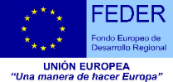 FEDER
Fondo Europeo de
Desarrollo Regional
UNIÓN EUROPEA
"Una manera de hacer Europa"